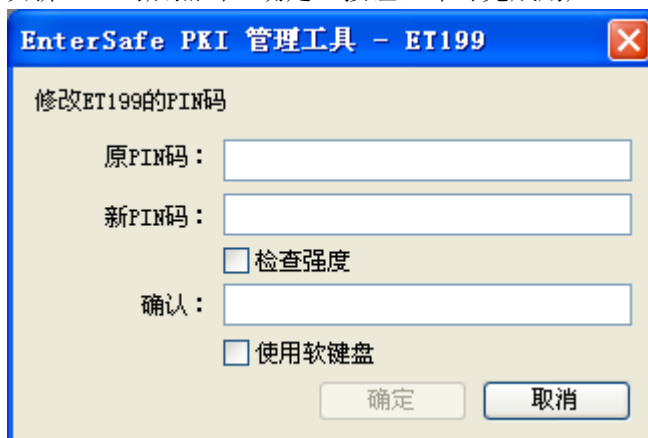 EnterSafe PKI 管理工具 - ET199
修改ET199的PIN码
原PIN码：
新PIN码：
检查强度
确认：
使用软键盘
确定 取消